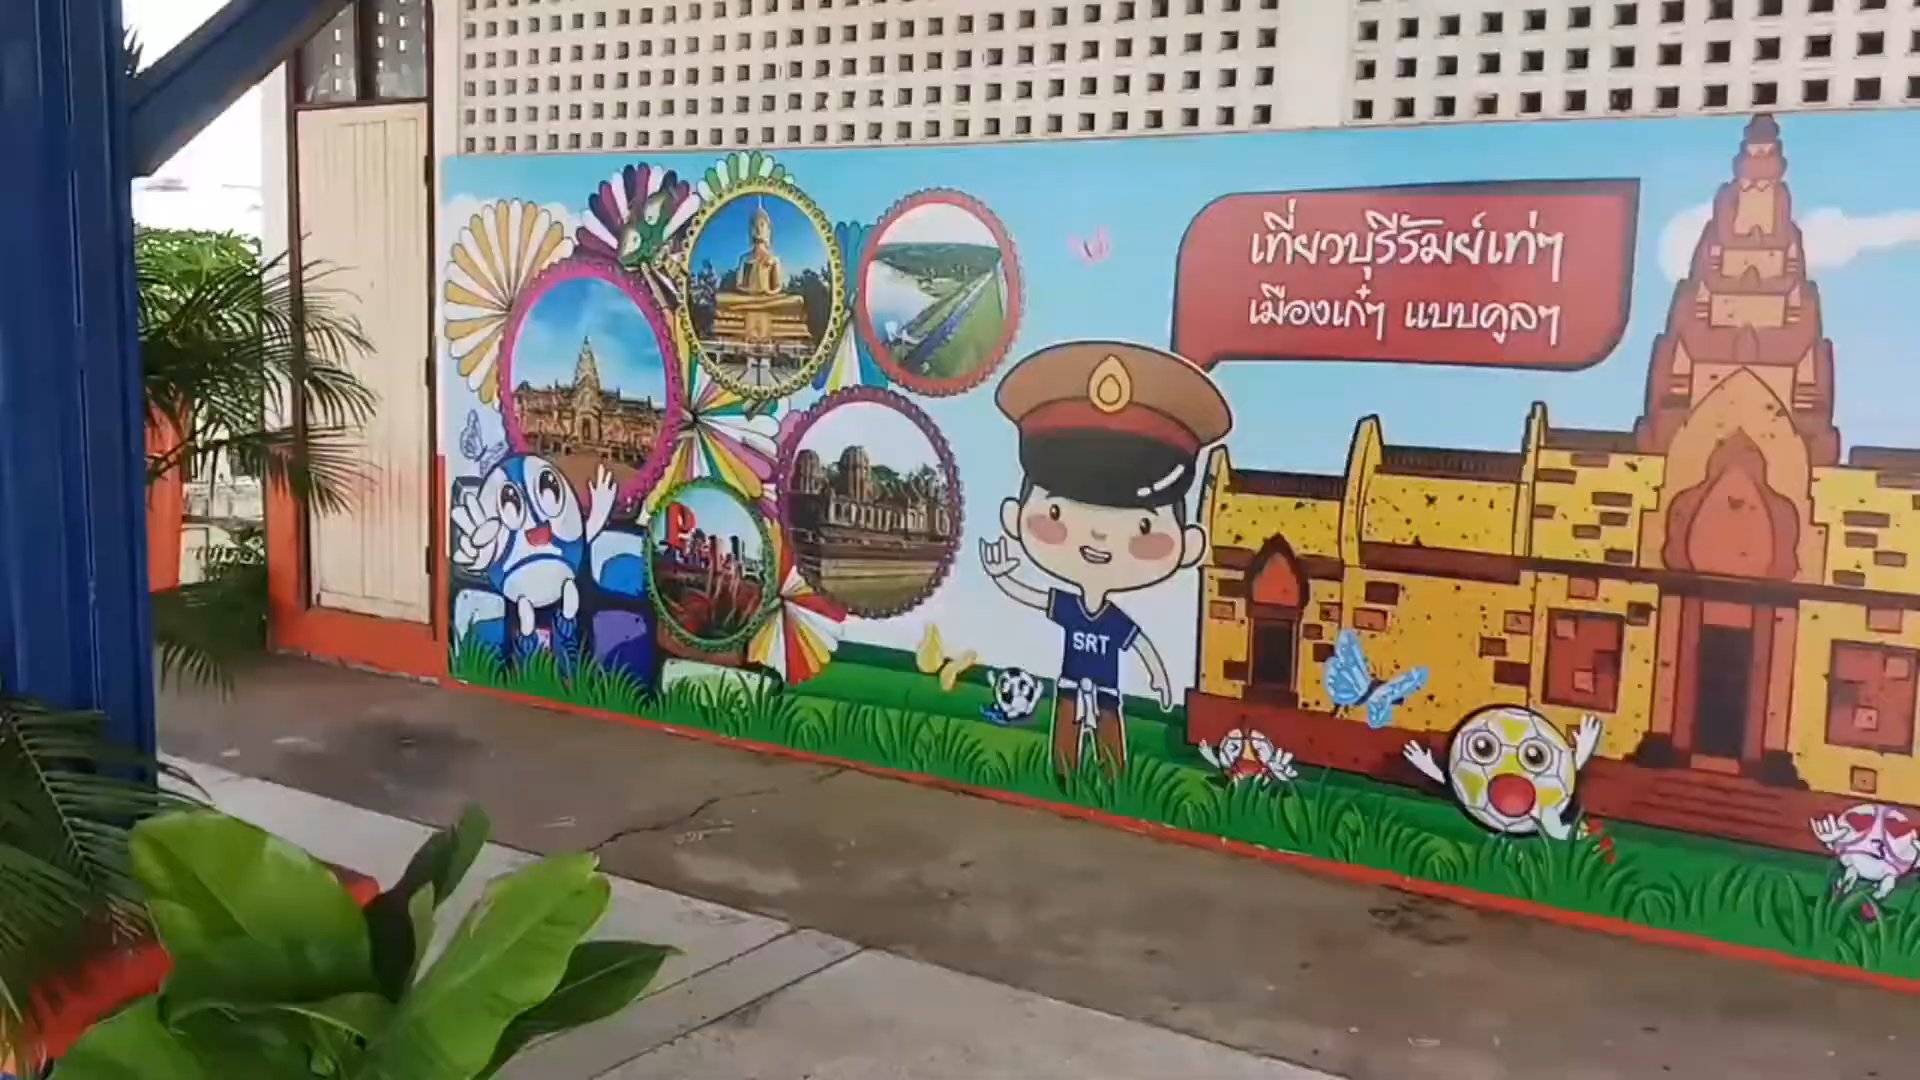 เที่ยวบุรีรัมย์เท่ๆ
เมืองเก๋ๆ แบบคูลๆ
SRT